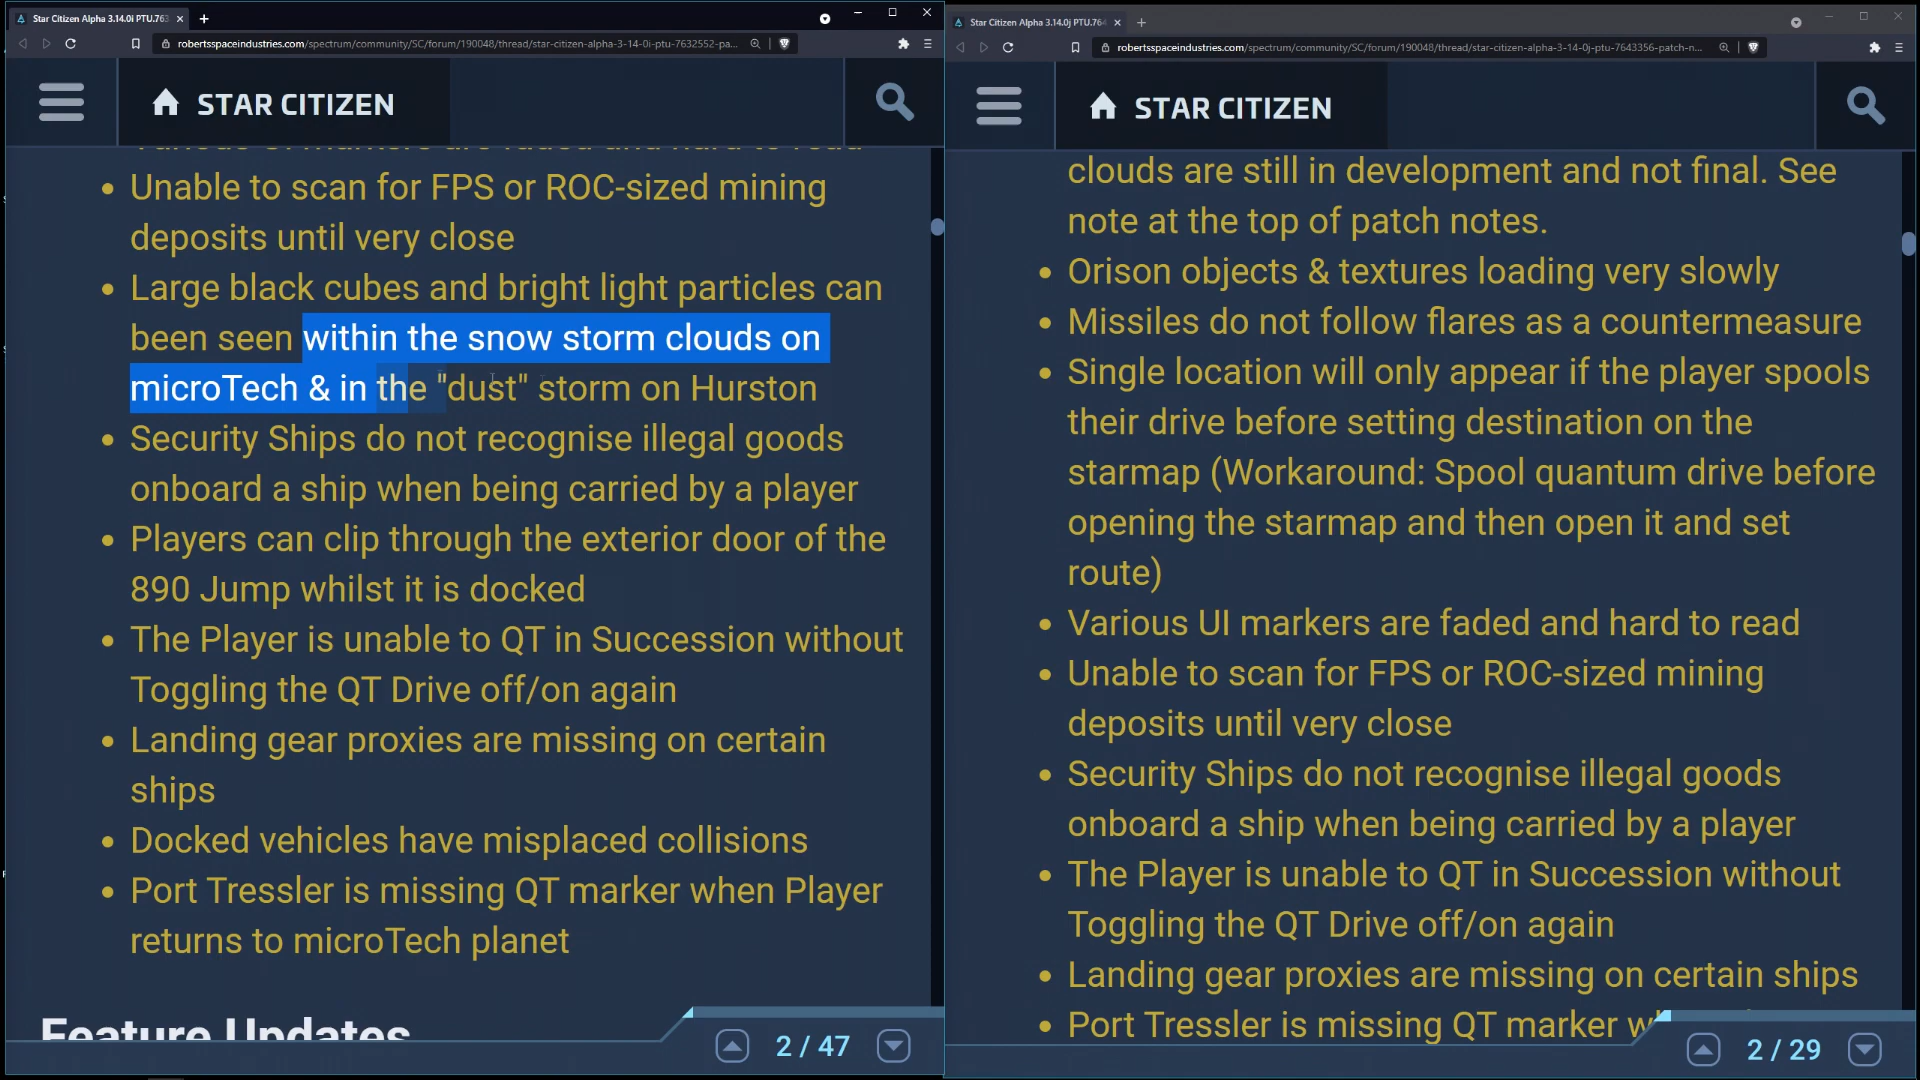 Star Citizen Alpha 3.14.0i PTU.763
robertsspaceindustries.com/spectrum/community/SC/forum/190048/thread/star-citizen-alpha-3-14-0i-ptu-7632552-pa...
STAR CITIZEN
Various UI markers are faded and hard to read
Unable to scan for FPS or ROC-sized mining
deposits until very close
Large black cubes and bright light particles can
been seen within the snow storm clouds on
microTech & in the "dust" storm on Hurston
Security Ships do not recognise illegal goods
onboard a ship when being carried by a player
Players can clip through the exterior door of the
890 Jump whilst it is docked
The Player is unable to QT in Succession without
Toggling the QT Drive off/on again
Landing gear proxies are missing on certain
ships
Docked vehicles have misplaced collisions
Port Tressler is missing QT marker when Player
returns to microTech planet
Feature Updates
2 / 47
Star Citizen Alpha 3.14.0j PTU.764
robertsspaceindustries.com/spectrum/community/SC/forum/190048/thread/star-citizen-alpha-3-14-0j-ptu-7643356-patch-n...
STAR CITIZEN
clouds are still in development and not final. See
note at the top of patch notes.
Orison objects & textures loading very slowly
Missiles do not follow flares as a countermeasure
Single location will only appear if the player spools
their drive before setting destination on the
starmap (Workaround: Spool quantum drive before
opening the starmap and then open it and set
route)
Various UI markers are faded and hard to read
Unable to scan for FPS or ROC-sized mining
deposits until very close
Security Ships do not recognise illegal goods
onboard a ship when being carried by a player
The Player is unable to QT in Succession without
Toggling the QT Drive off/on again
Landing gear proxies are missing on certain ships
Port Tressler is missing QT marker
2 / 29